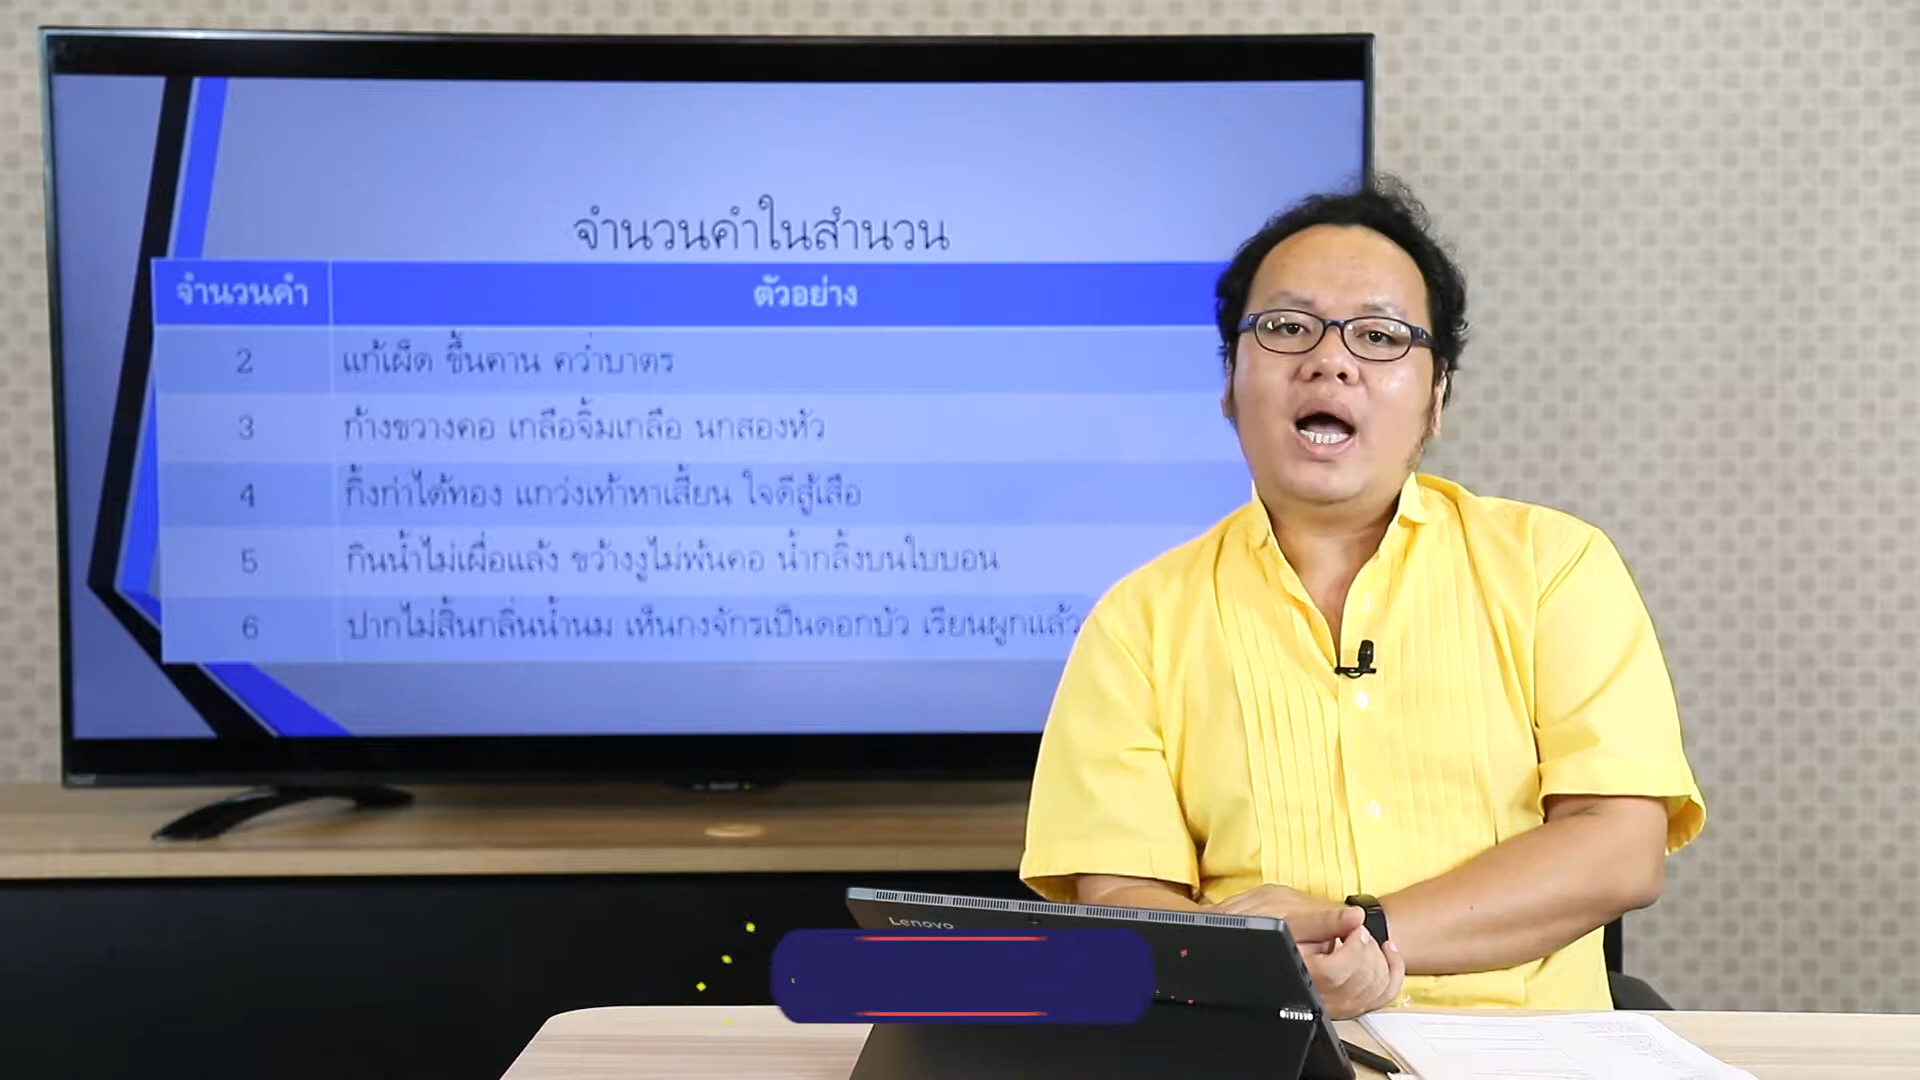 จำนวนคำในสำนวน
จำนวนคำ ตัวอย่าง
2 แก้เผ็ด ขึ้นคาน คว่ำบาตร
3 ก้างขวางคอ เกลือจิ้มเกลือ นกสองหัว
4 กิ้งก่าได้ทอง แกว่งเท้าหาเสี้ยน ใจดีสู้เสือ
5 กินน้ำไม่เผื่อแล้ง ขว้างงูไม่พ้นคอ น้ำกลิ้งบนใบบอน
6 ปากไม่สิ้นกลิ่นน้ำนม เห็นกงจักรเป็นดอกบัว เรียนผูกแล้ว
Lenovo